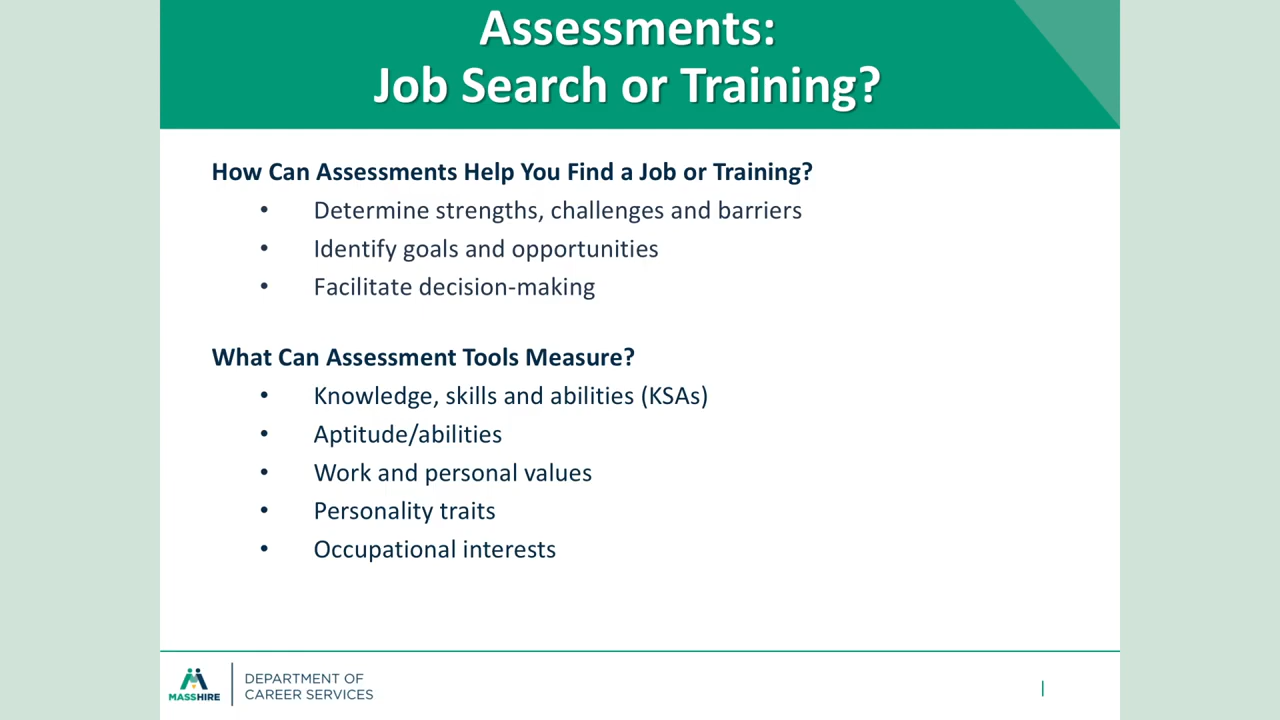 Assessments:
Job Search or Training?
How Can Assessments Help You Find a Job or Training?
• Determine strengths, challenges and barriers
• Identify goals and opportunities
• Facilitate decision-making
What Can Assessment Tools Measure?
• Knowledge, skills and abilities (KSAs)
• Aptitude/abilities
• Work and personal values
• Personality traits
• Occupational interests
MASSHIRE
DEPARTMENT OF
CAREER SERVICES
|